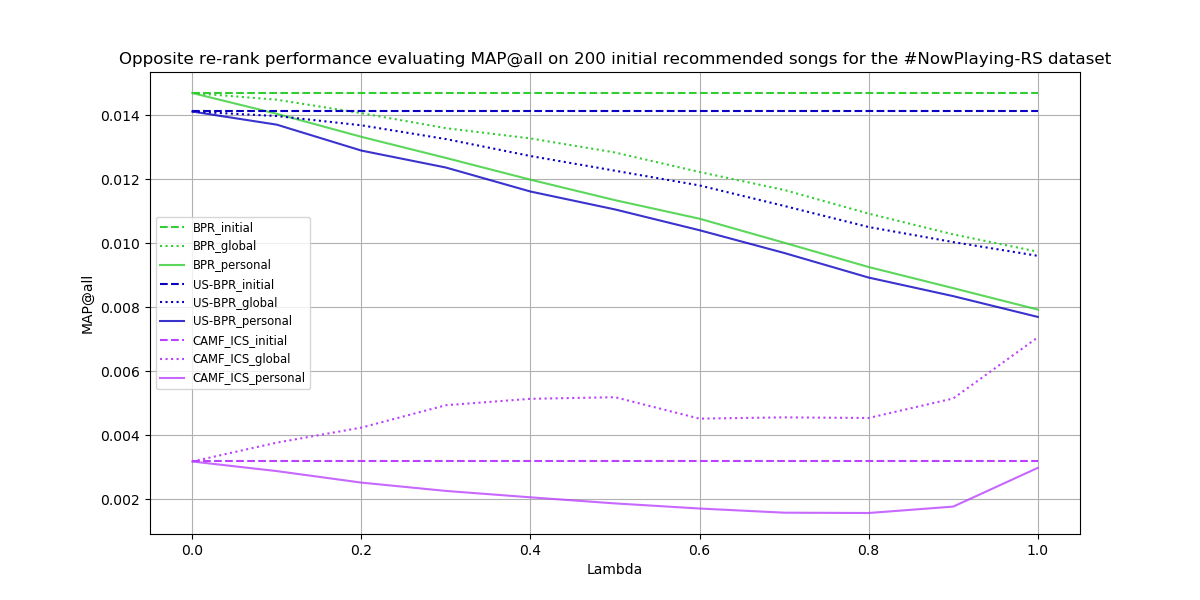 Opposite re-rank performance evaluating MAP@all on 200 initial recommended songs for the #NowPlaying-RS dataset
0.014
0.012
0.010
0.008
0.006
0.004
0.002
MAP@all
BPR_initial
BPR_global
BPR_personal
US-BPR_initial
US-BPR_global
US-BPR_personal
CAMF_ICS_initial
CAMF_ICS_global
CAMF_ICS_personal
0.0 0.2 0.4 0.6 0.8 1.0
Lambda